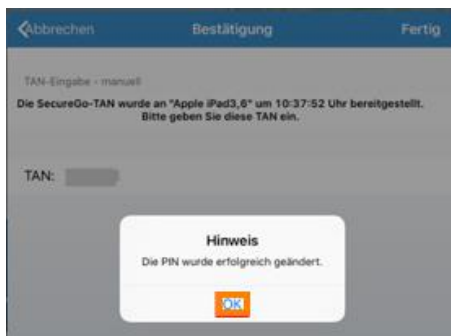 Abbrechen Bestätigung Fertig
TAN-Eingabe - manuell
Die SecureGo-TAN wurde an "Apple iPad3,6" um 10:37:52 Uhr bereitgestellt.
Bitte geben Sie diese TAN ein.
TAN:
Hinweis
Die PIN wurde erfolgreich geändert.
OK